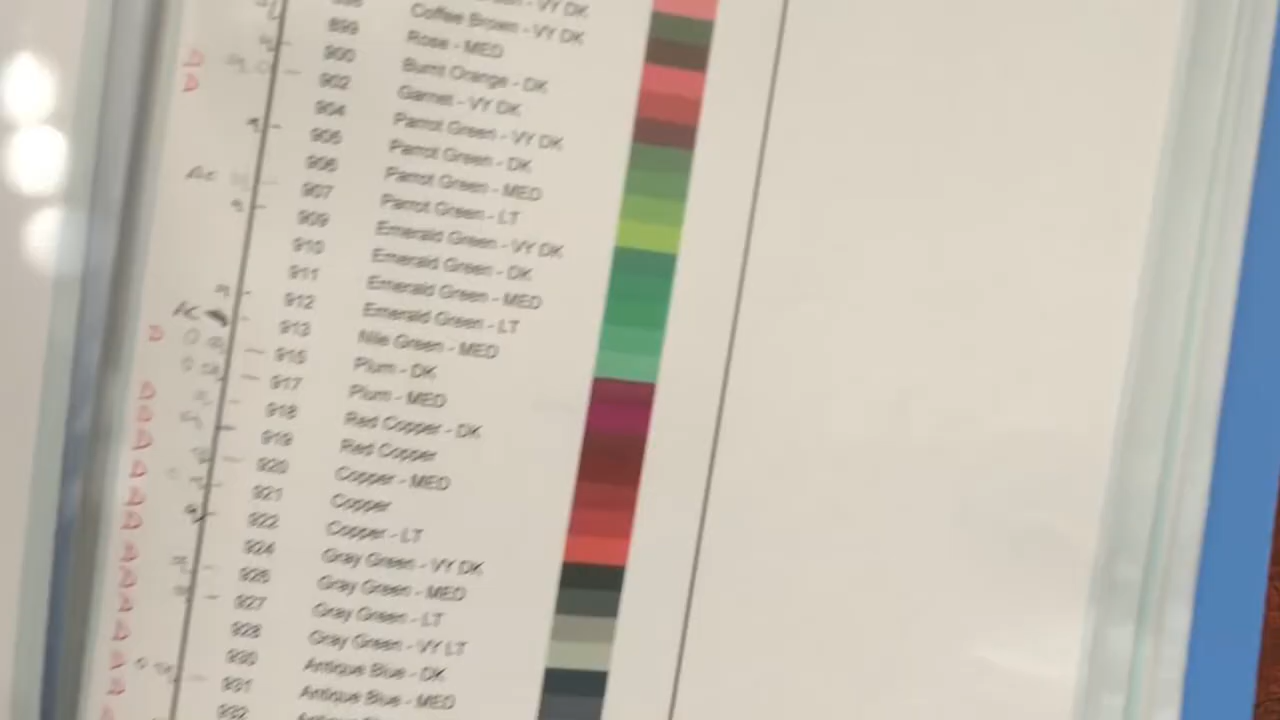 VY DK
898 Coffee Brown - VY DK
899 Rose - MED
900 Burnt Orange - DK
902 Garnet - VY DK
904 Parrot Green - VY DK
905 Parrot Green - DK
906 Parrot Green - MED
907 Parrot Green - LT
909 Emerald Green - VY DK
910 Emerald Green - DK
911 Emerald Green - MED
912 Emerald Green - LT
913 Nile Green - MED
915 Plum - DK
917 Plum - MED
918 Red Copper - DK
919 Red Copper
920 Copper - MED
921 Copper
922 Copper - LT
924 Gray Green - VY DK
926 Gray Green - MED
927 Gray Green - LT
928 Gray Green - VY LT
930 Antique Blue - DK
931 Antique Blue - MED
932